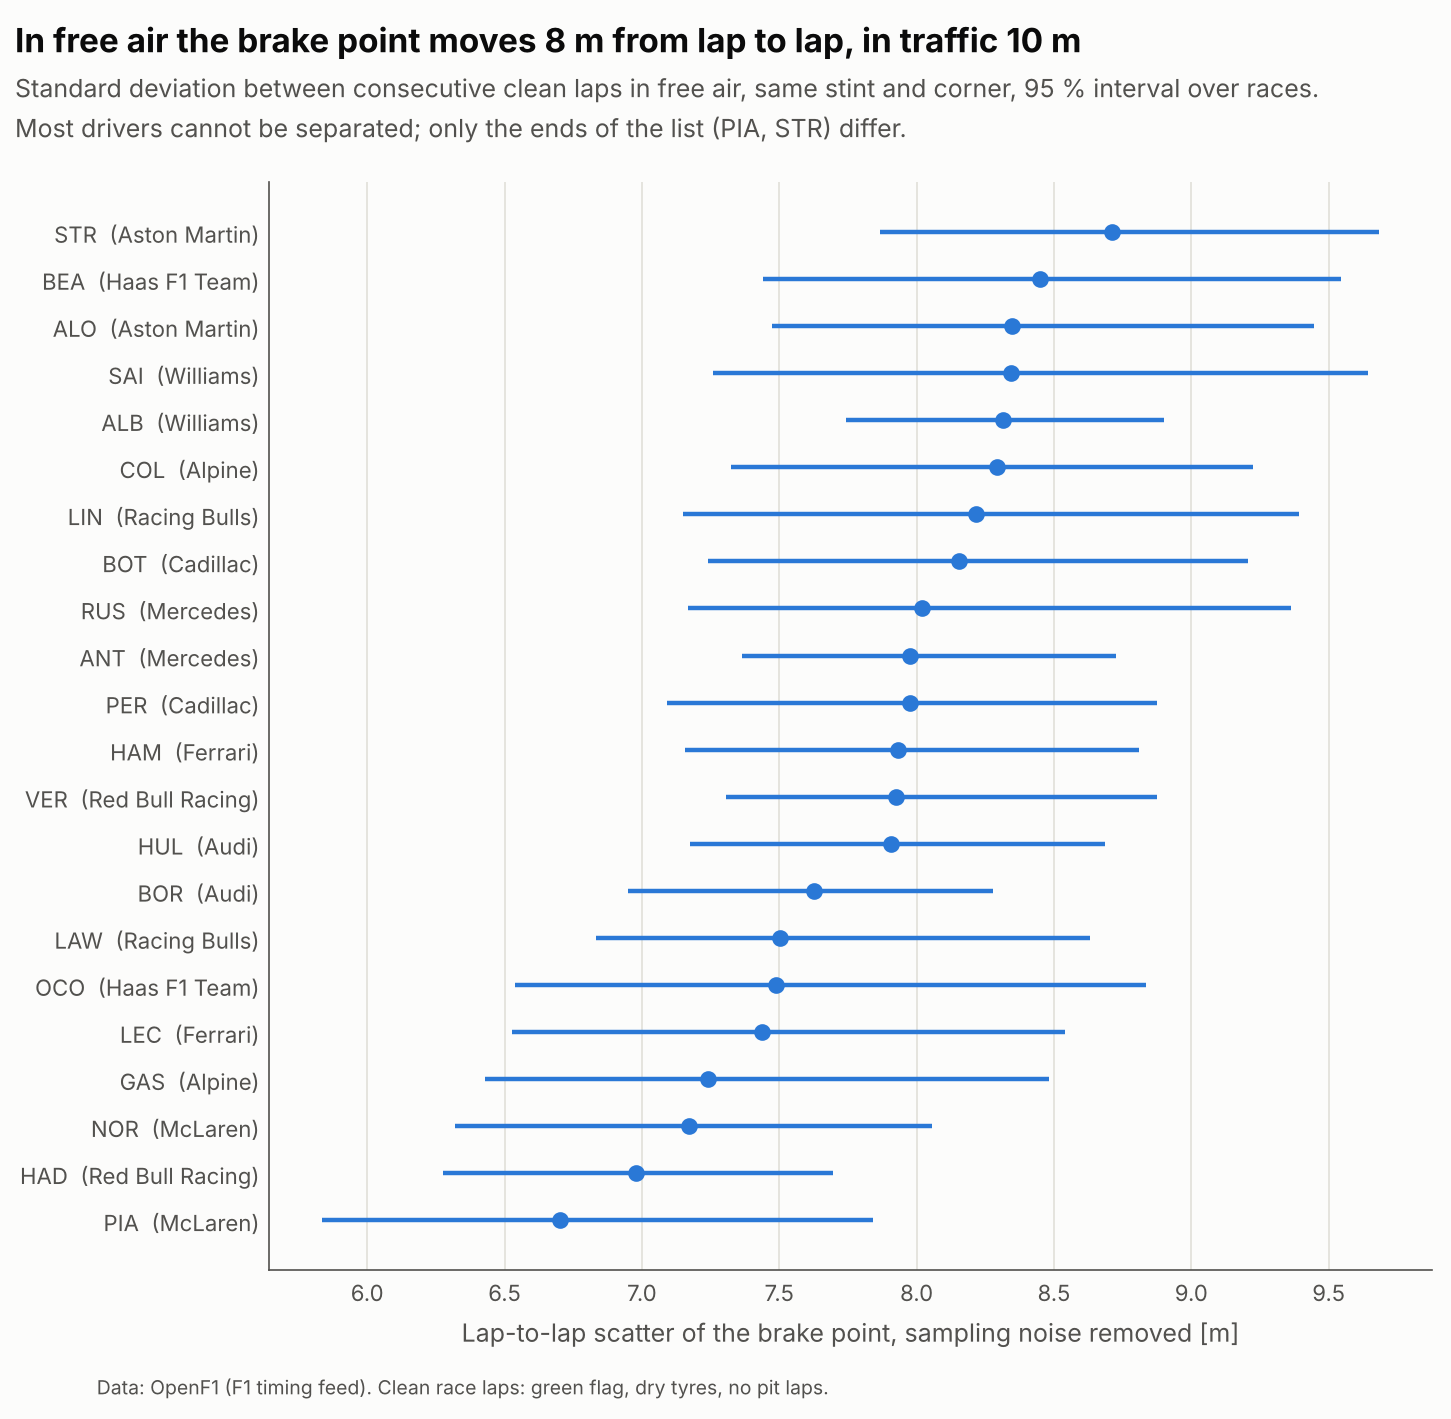 In free air the brake point moves 8 m from lap to lap, in traffic 10 m
Standard deviation between consecutive clean laps in free air, same stint and corner, 95 % interval over races.
Most drivers cannot be separated; only the ends of the list (PIA, STR) differ.
STR (Aston Martin)
BEA (Haas F1 Team)
ALO (Aston Martin)
SAI (Williams)
ALB (Williams)
COL (Alpine)
LIN (Racing Bulls)
BOT (Cadillac)
RUS (Mercedes)
ANT (Mercedes)
PER (Cadillac)
HAM (Ferrari)
VER (Red Bull Racing)
HUL (Audi)
BOR (Audi)
LAW (Racing Bulls)
OCO (Haas F1 Team)
LEC (Ferrari)
GAS (Alpine)
NOR (McLaren)
HAD (Red Bull Racing)
PIA (McLaren)
6.0 6.5 7.0 7.5 8.0 8.5 9.0 9.5
Lap-to-lap scatter of the brake point, sampling noise removed [m]
Data: OpenF1 (F1 timing feed). Clean race laps: green flag, dry tyres, no pit laps.